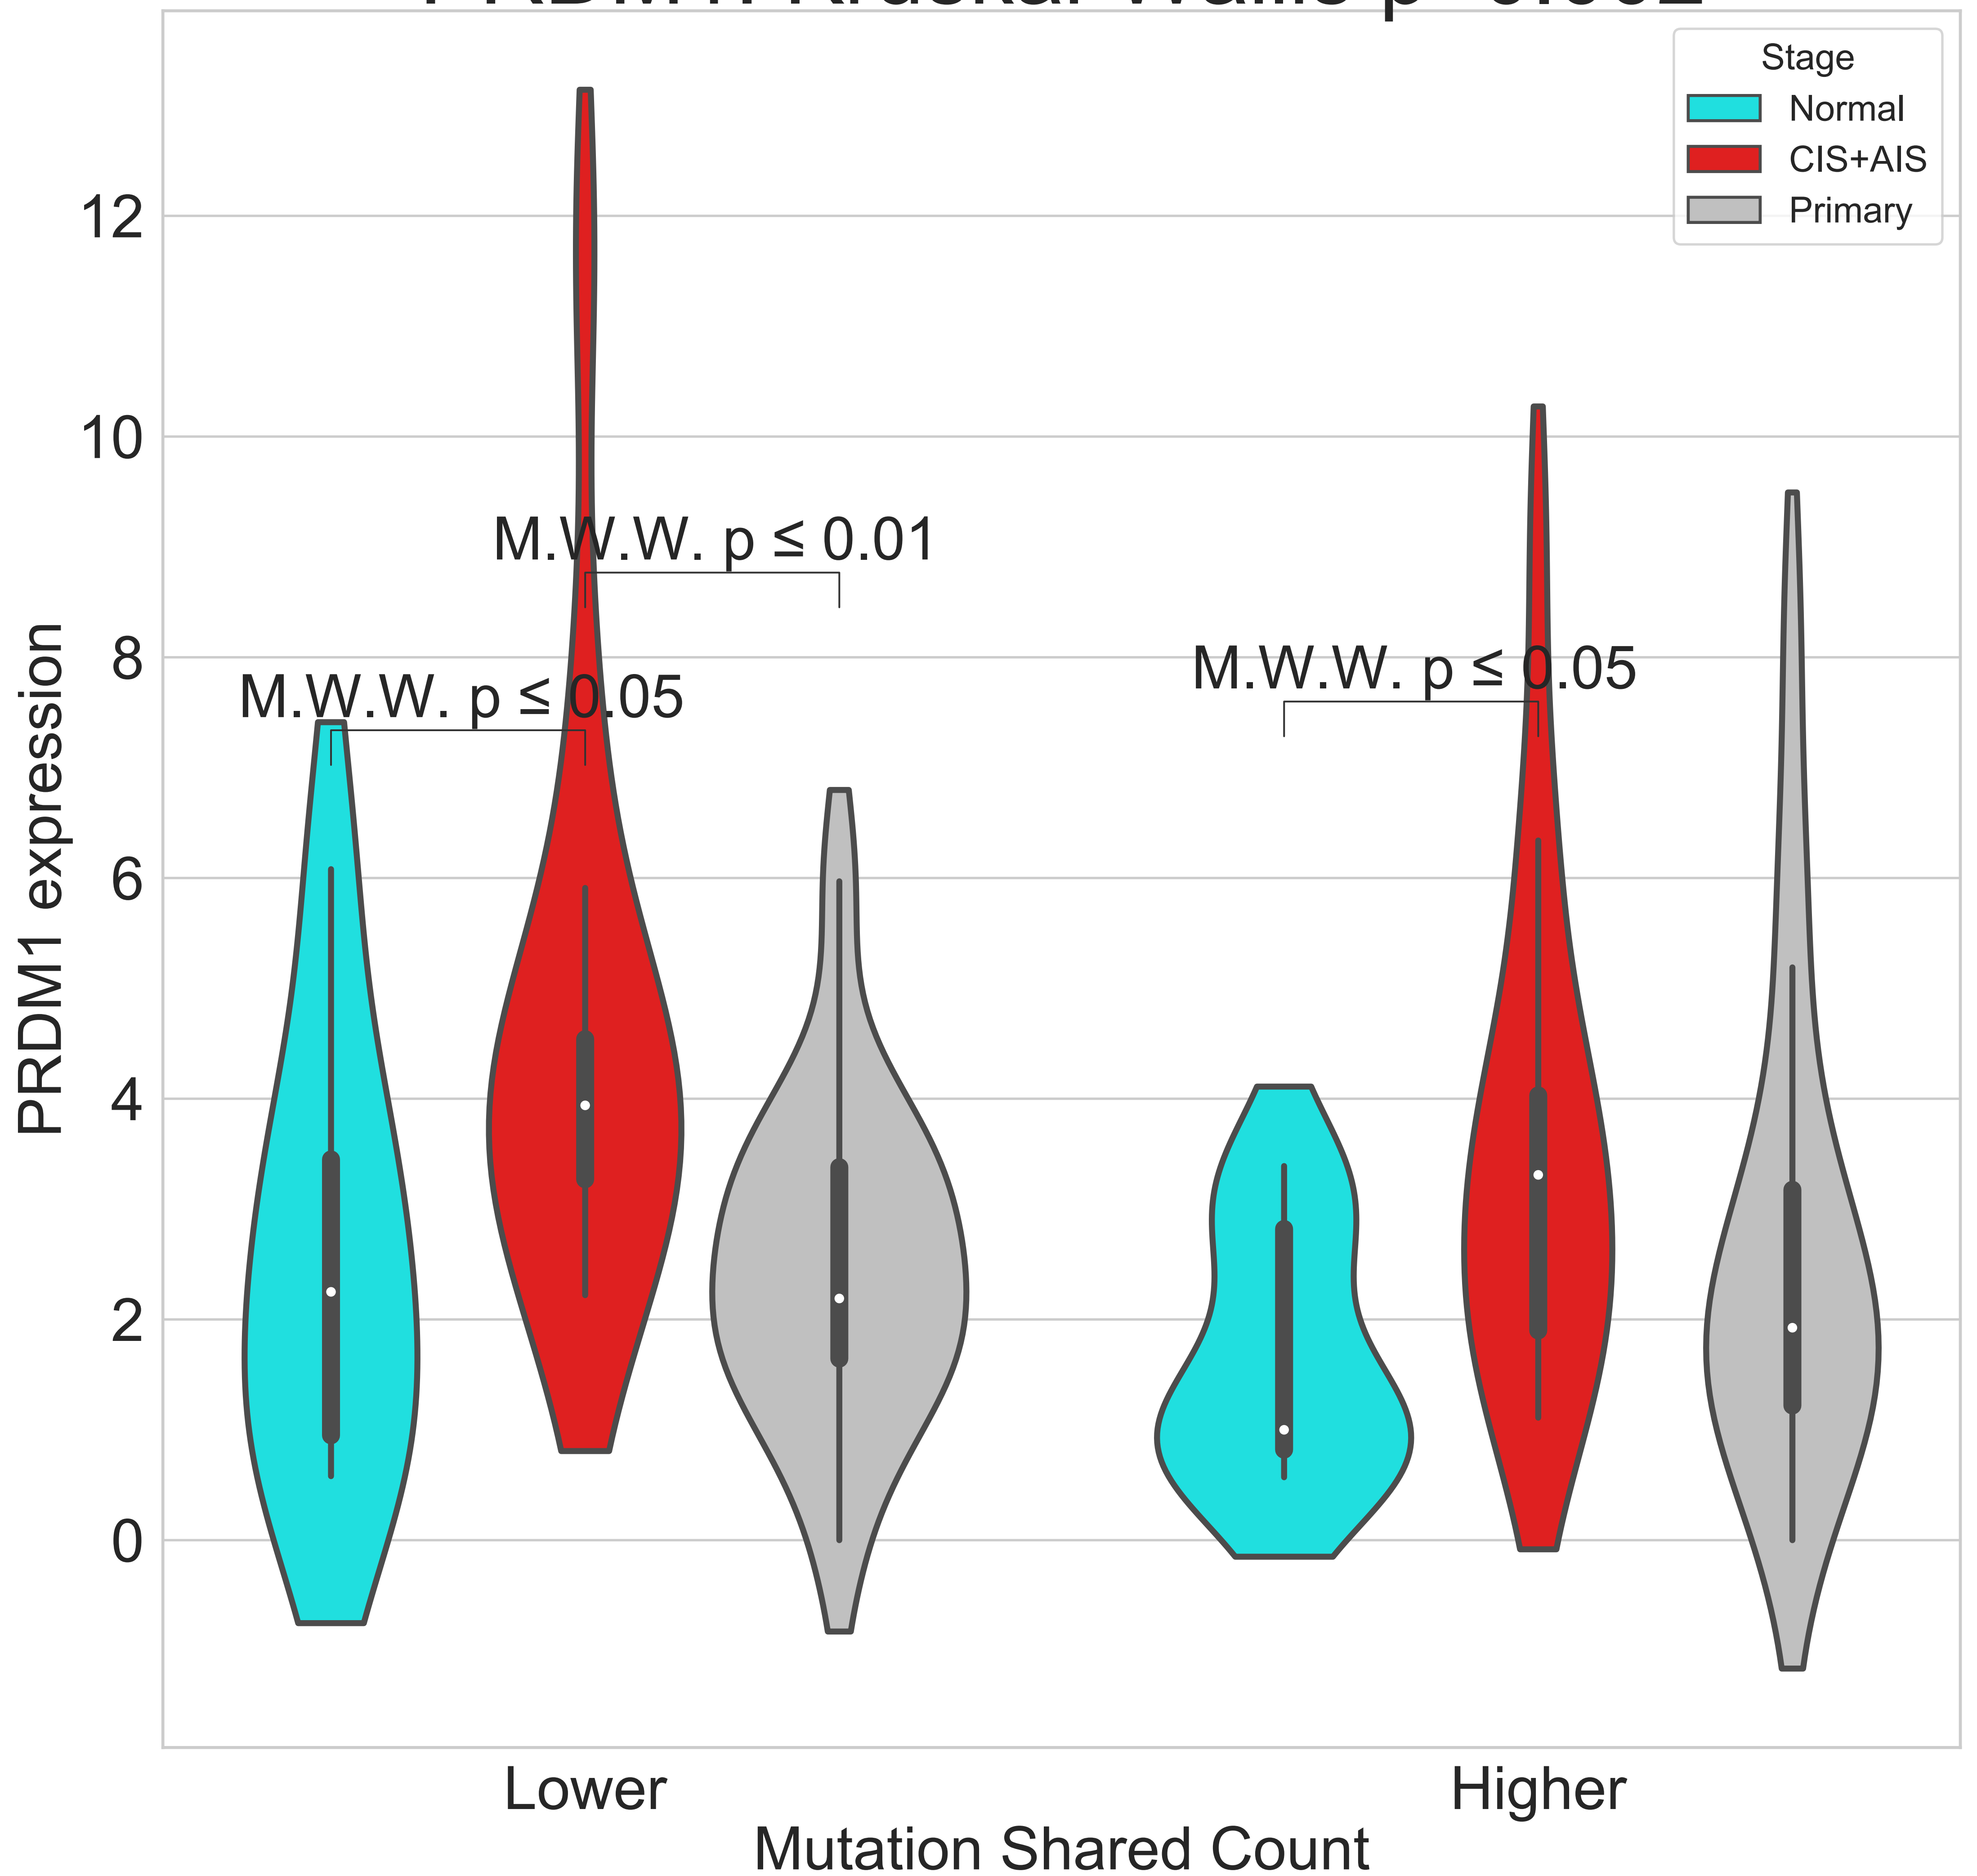 Stage
Normal
CIS+AIS
Primary
12
10
8
6
4
2
0
PRDM1 expression
M.W.W. p ≤ 0.01
M.W.W. p ≤ 0.05
M.W.W. p ≤ 0.05
Lower
Higher
Mutation Shared Count